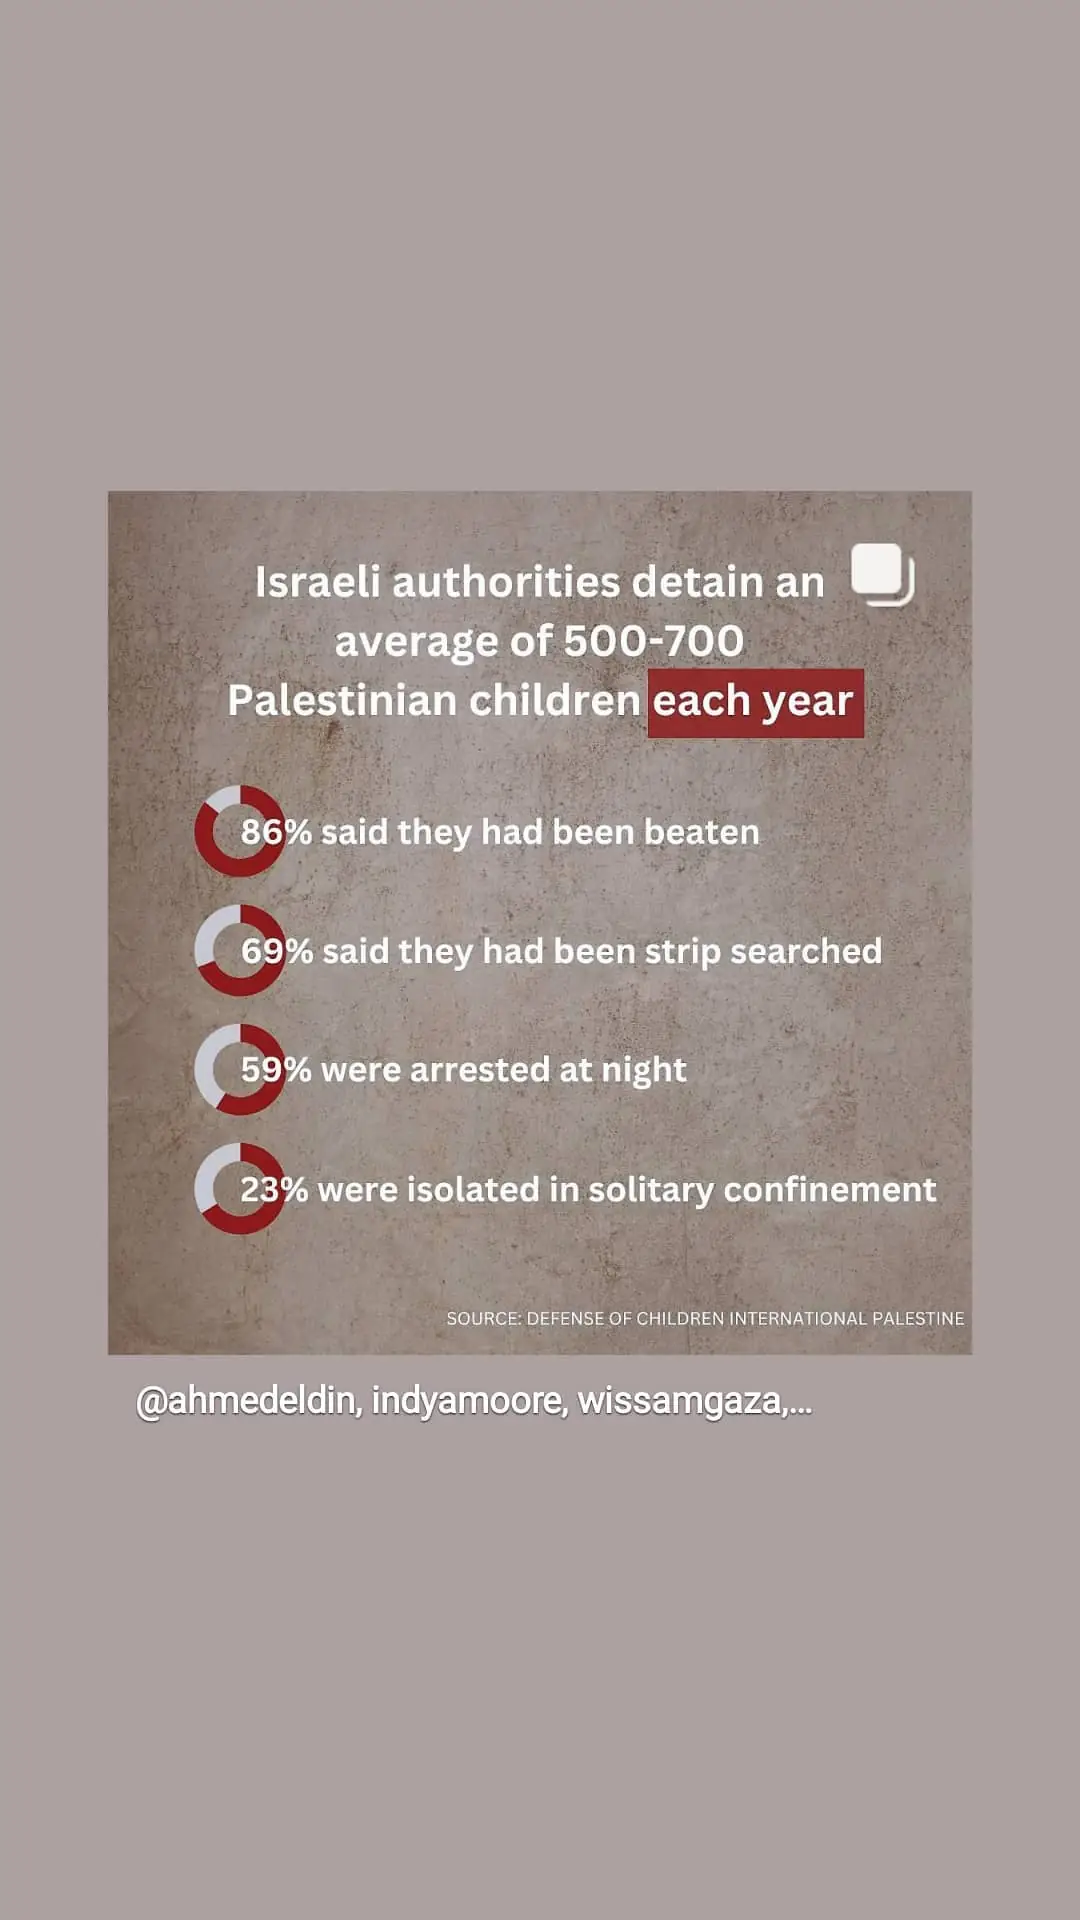 Israeli authorities detain an
average of 500-700
Palestinian children each year
86% said they had been beaten
69% said they had been strip searched
59% were arrested at night
23% were isolated in solitary confinement
SOURCE: DEFENSE OF CHILDREN INTERNATIONAL PALESTINE
@ahmedeldin, indyamoore, wissamgaza,...